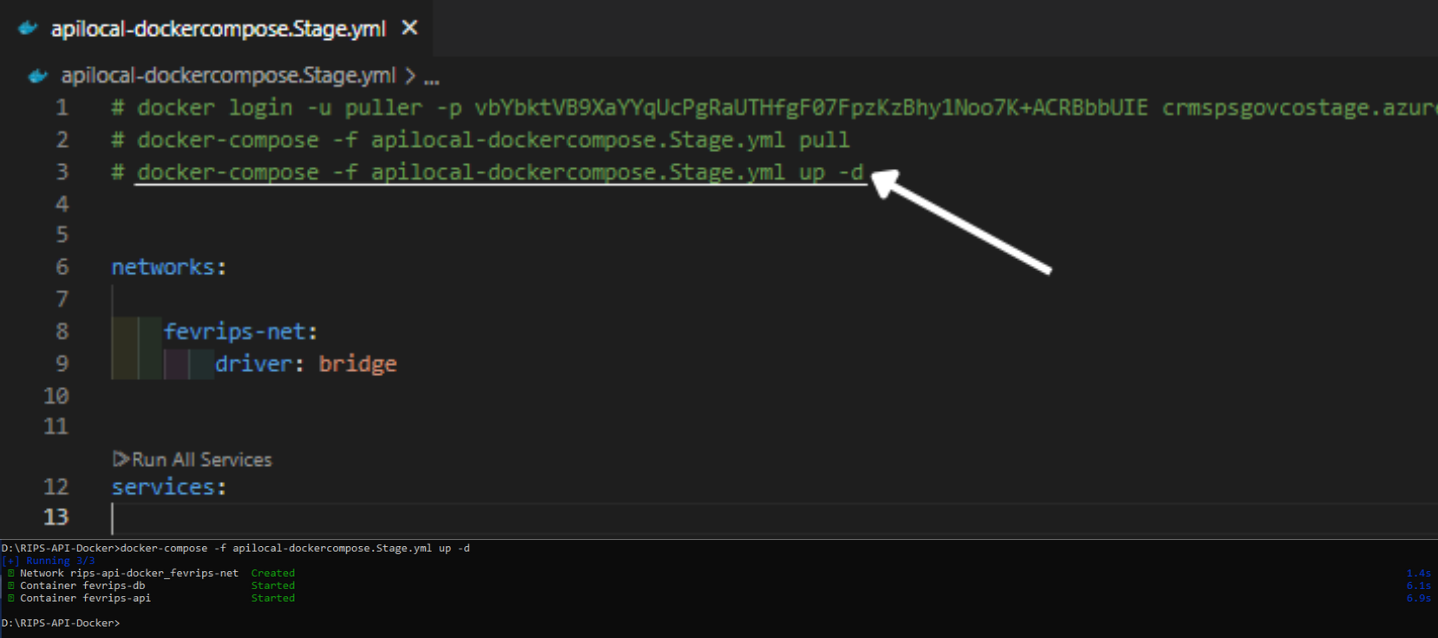 apilocal-dockercompose.Stage.yml ×
apilocal-dockercompose.Stage.yml > ...
1 # docker login -u puller -p vbYbktVB9XaYYqUcPgRaUTHfgF07FpzKzBhy1Noo7K+ACRBbbUIE crmspsgovcostage.azur
2 # docker-compose -f apilocal-dockercompose.Stage.yml pull
3 # docker-compose -f apilocal-dockercompose.Stage.yml up -d
4
5
6 networks:
7
8 fevrips-net:
9 driver: bridge
10
11
Run All Services
12 services:
13
D:\RIPS-API-Docker>docker-compose -f apilocal-dockercompose.Stage.yml up -d
[+] Running 3/3
Network rips-api-docker_fevrips-net Created 1.4s
Container fevrips-db Started 6.1s
Container fevrips-api Started 6.9s
D:\RIPS-API-Docker>